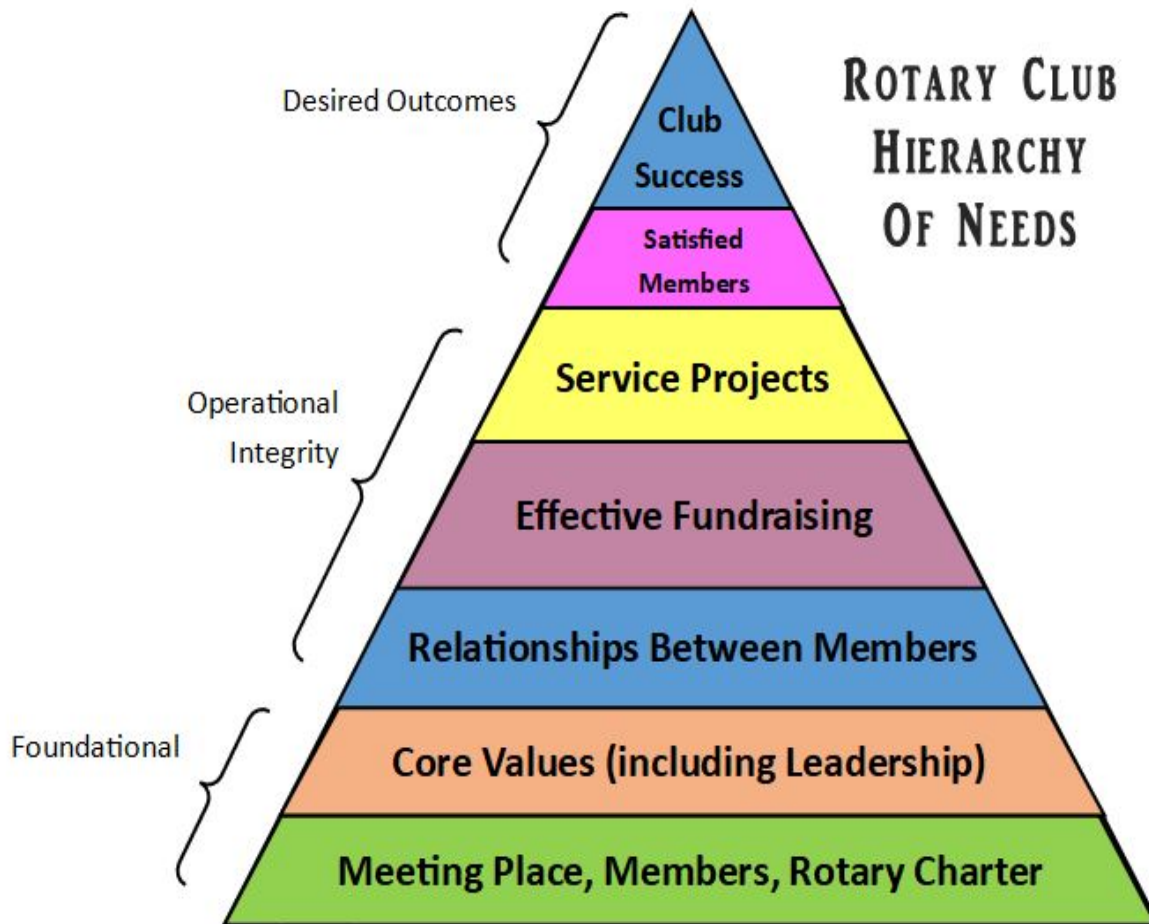 ROTARY CLUB
HIERARCHY
OF NEEDS
Desired Outcomes
Club
Success
Satisfied
Members
Operational
Integrity
Service Projects
Effective Fundraising
Relationships Between Members
Foundational
Core Values (including Leadership)
Meeting Place, Members, Rotary Charter